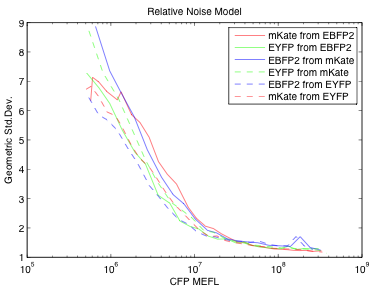 Relative Noise Model
Geometric Std.Dev.
9
8
7
6
5
4
3
2
1
mKate from EBFP2
EYFP from EBFP2
EBFP2 from mKate
EYFP from mKate
EBFP2 from EYFP
mKate from EYFP
10^5
10^6
10^7
10^8
10^9
CFP MEFL